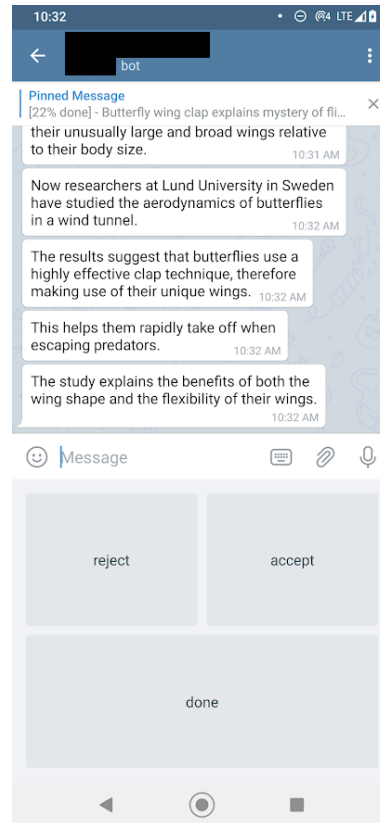 10:32
4 LTE
bot
Pinned Message
[22% done] - Butterfly wing clap explains mystery of fli...
their unusually large and broad wings relative
to their body size.
10:31 AM
Now researchers at Lund University in Sweden
have studied the aerodynamics of butterflies
in a wind tunnel.
10:32 AM
The results suggest that butterflies use a
highly effective clap technique, therefore
making use of their unique wings. 10:32 AM
This helps them rapidly take off when
escaping predators.
10:32 AM
The study explains the benefits of both the
wing shape and the flexibility of their wings.
10:32 AM
Message
reject
accept
done